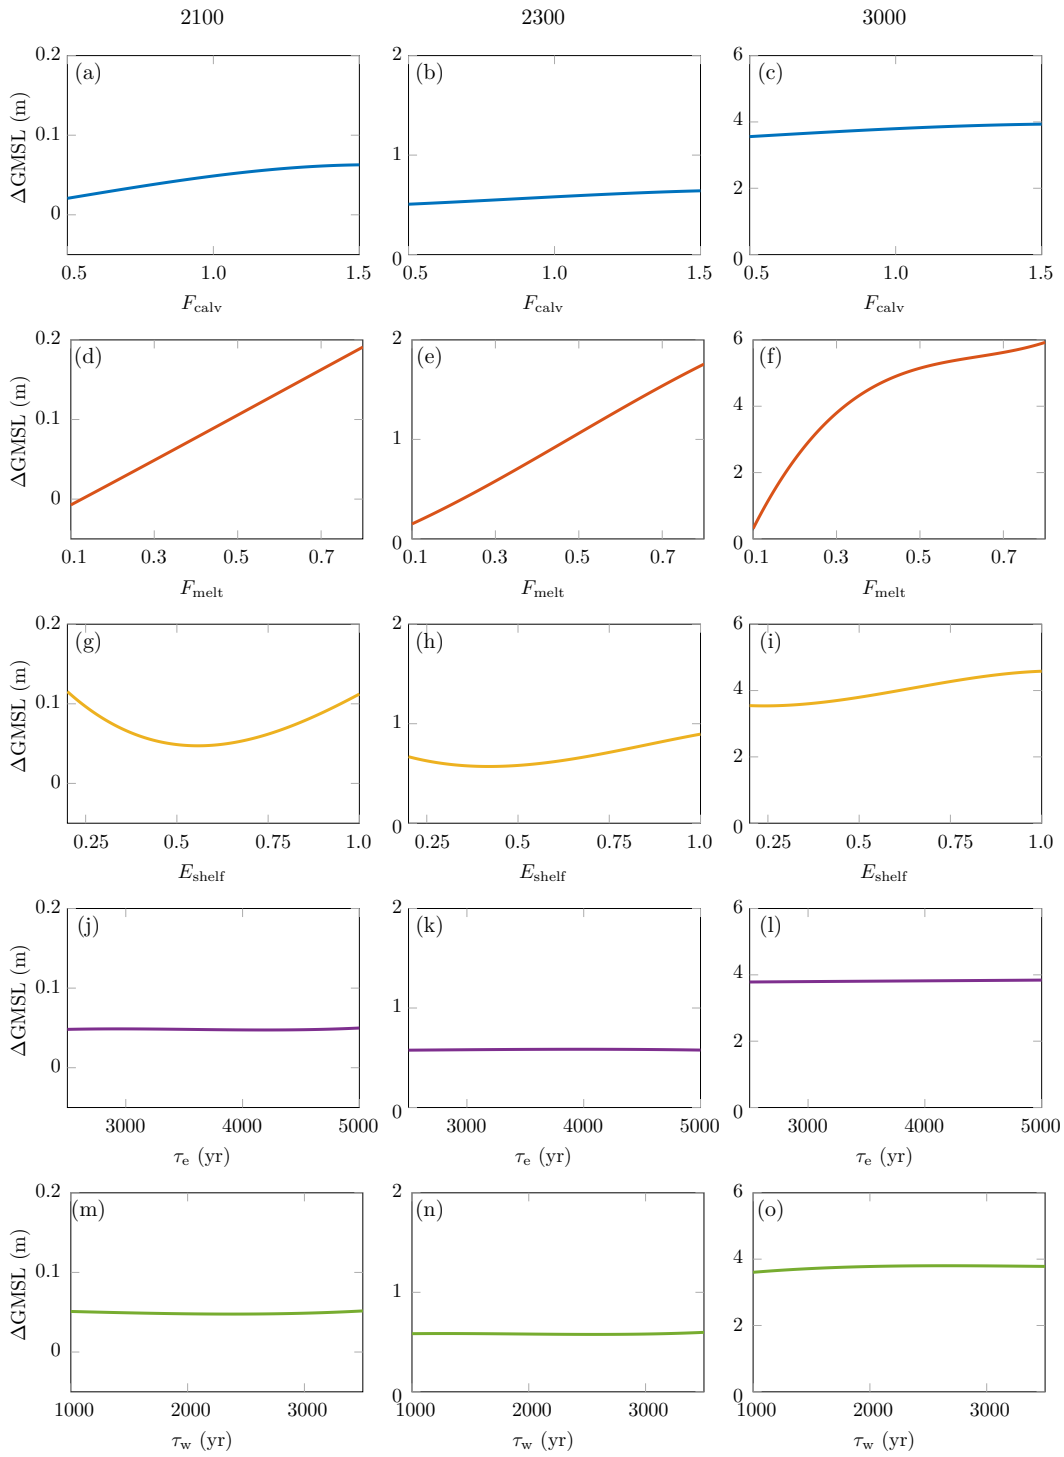 2100 2300 3000
0.2 (a) 2 (b) 6 (c)
ΔGMSL (m)
0.1 1 4
0 2
0 0
0.5 1.0 1.5 0.5 1.0 1.5 0.5 1.0 1.5
F_calv F_calv F_calv
0.2 (d) 2 (e) 6 (f)
ΔGMSL (m)
0.1 1 4
0 2
0 0
0.1 0.3 0.5 0.7 0.1 0.3 0.5 0.7 0.1 0.3 0.5 0.7
F_melt F_melt F_melt
0.2 (g) 2 (h) 6 (i)
ΔGMSL (m)
0.1 1 4
0 2
0 0
0.25 0.5 0.75 1.0 0.25 0.5 0.75 1.0 0.25 0.5 0.75 1.0
E_shelf E_shelf E_shelf
0.2 (j) 2 (k) 6 (l)
ΔGMSL (m)
0.1 1 4
0 2
0 0
3000 4000 5000 3000 4000 5000 3000 4000 5000
τ_e (yr) τ_e (yr) τ_e (yr)
0.2 (m) 2 (n) 6 (o)
ΔGMSL (m)
0.1 1 4
0 2
0 0
1000 2000 3000 1000 2000 3000 1000 2000 3000
τ_w (yr) τ_w (yr) τ_w (yr)